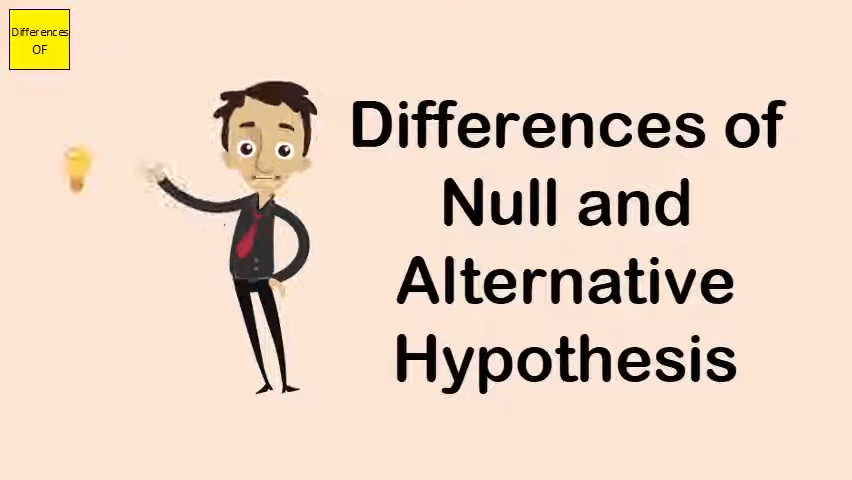 Differences
OF
Differences of
Null and
Alternative
Hypothesis